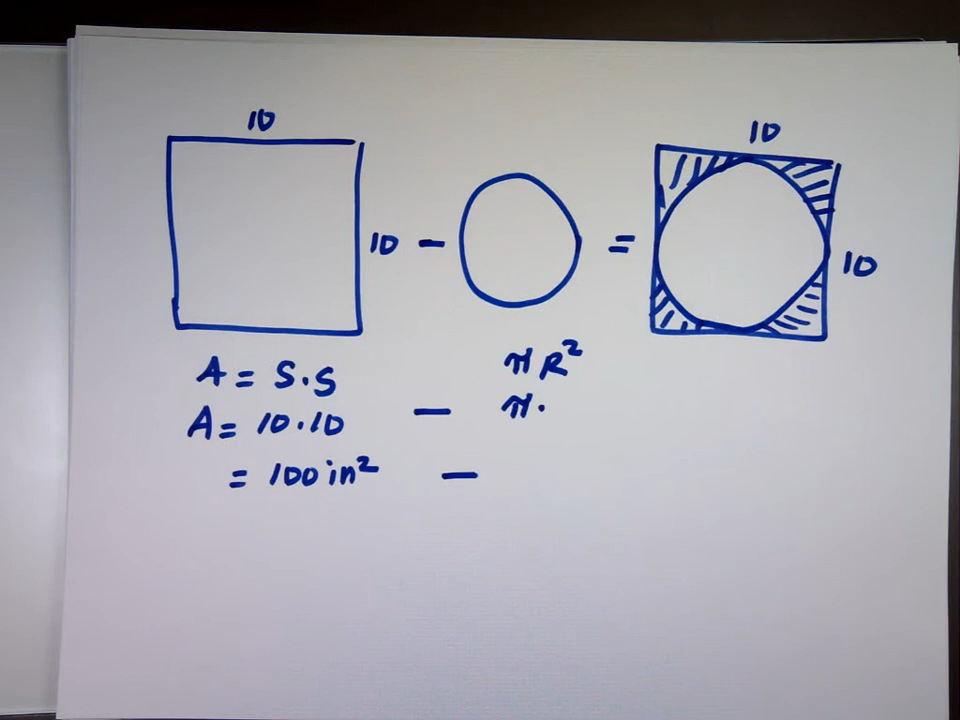 10
10
10 - =
10
A = S.S πR²
A = 10.10 - π.
= 100 in² -